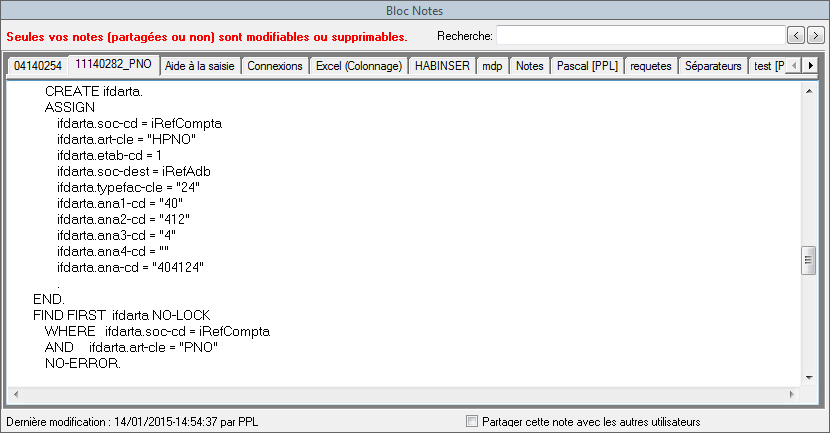 Bloc Notes
Seules vos notes (partagées ou non) sont modifiables ou supprimables. Recherche:
04140254 11140282_PNO Aide à la saisie Connexions Excel (Colonnage) HABINSER mdp Notes Pascal [PPL] requetes Séparateurs test [P
CREATE ifdarta.
ASSIGN
ifdarta.soc-cd = iRefCompta
ifdarta.art-cle = "HPNO"
ifdarta.etab-cd = 1
ifdarta.soc-dest = iRefAdb
ifdarta.typefac-cle = "24"
ifdarta.ana1-cd = "40"
ifdarta.ana2-cd = "412"
ifdarta.ana3-cd = "4"
ifdarta.ana4-cd = ""
ifdarta.ana-cd = "404124"
.
END.
FIND FIRST ifdarta NO-LOCK
WHERE ifdarta.soc-cd = iRefCompta
AND ifdarta.art-cle = "PNO"
NO-ERROR.
Dernière modification : 14/01/2015-14:54:37 par PPL Partager cette note avec les autres utilisateurs